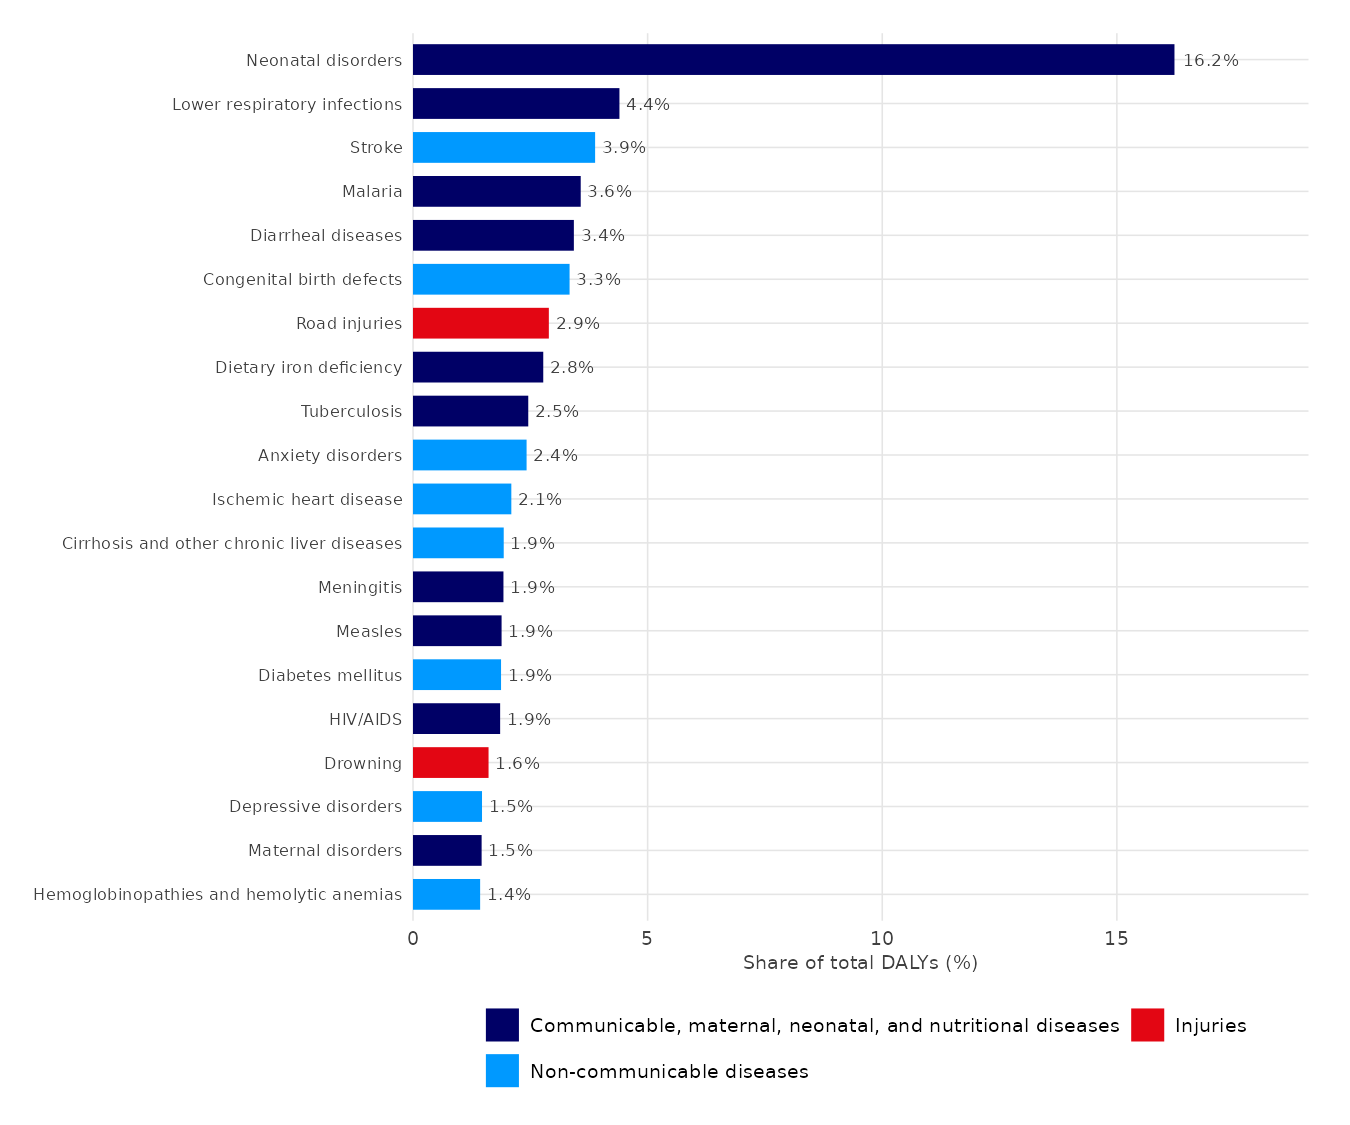 Neonatal disorders 16.2%
Lower respiratory infections 4.4%
Stroke 3.9%
Malaria 3.6%
Diarrheal diseases 3.4%
Congenital birth defects 3.3%
Road injuries 2.9%
Dietary iron deficiency 2.8%
Tuberculosis 2.5%
Anxiety disorders 2.4%
Ischemic heart disease 2.1%
Cirrhosis and other chronic liver diseases 1.9%
Meningitis 1.9%
Measles 1.9%
Diabetes mellitus 1.9%
HIV/AIDS 1.9%
Drowning 1.6%
Depressive disorders 1.5%
Maternal disorders 1.5%
Hemoglobinopathies and hemolytic anemias 1.4%
0 5 10 15
Share of total DALYs (%)
Communicable, maternal, neonatal, and nutritional diseases Injuries
Non-communicable diseases